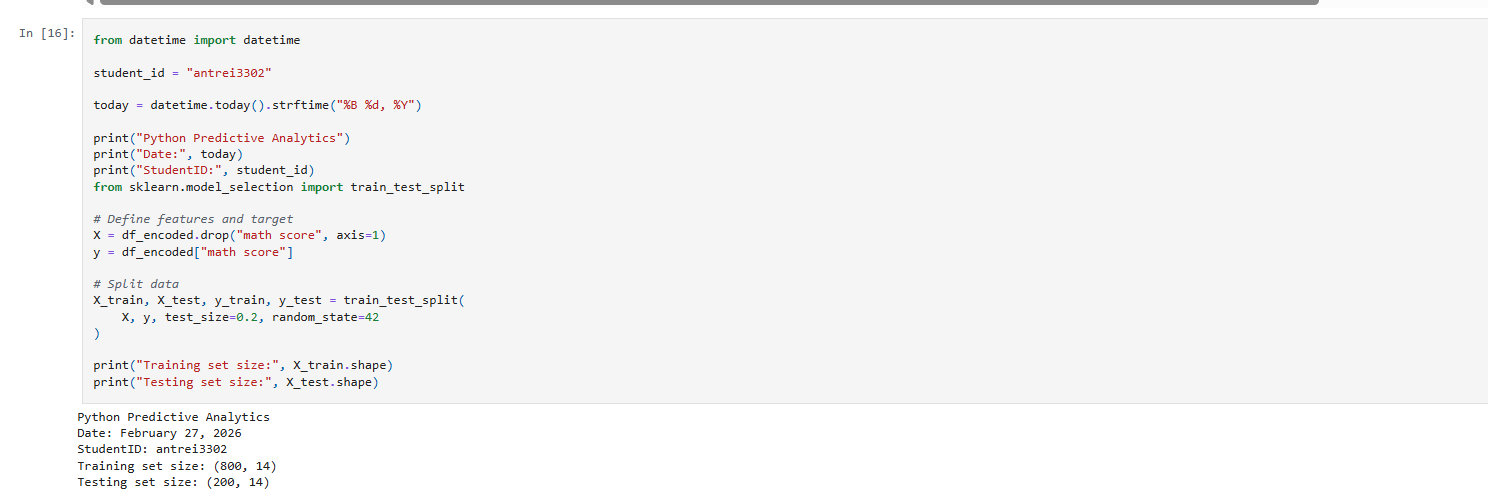 In [16]:
from datetime import datetime
student_id = "antrei3302"
today = datetime.today().strftime("%B %d, %Y")
print("Python Predictive Analytics")
print("Date:", today)
print("StudentID:", student_id)
from sklearn.model_selection import train_test_split
# Define features and target
X = df_encoded.drop("math score", axis=1)
y = df_encoded["math score"]
# Split data
X_train, X_test, y_train, y_test = train_test_split(
    X, y, test_size=0.2, random_state=42
)
print("Training set size:", X_train.shape)
print("Testing set size:", X_test.shape)
Python Predictive Analytics
Date: February 27, 2026
StudentID: antrei3302
Training set size: (800, 14)
Testing set size: (200, 14)